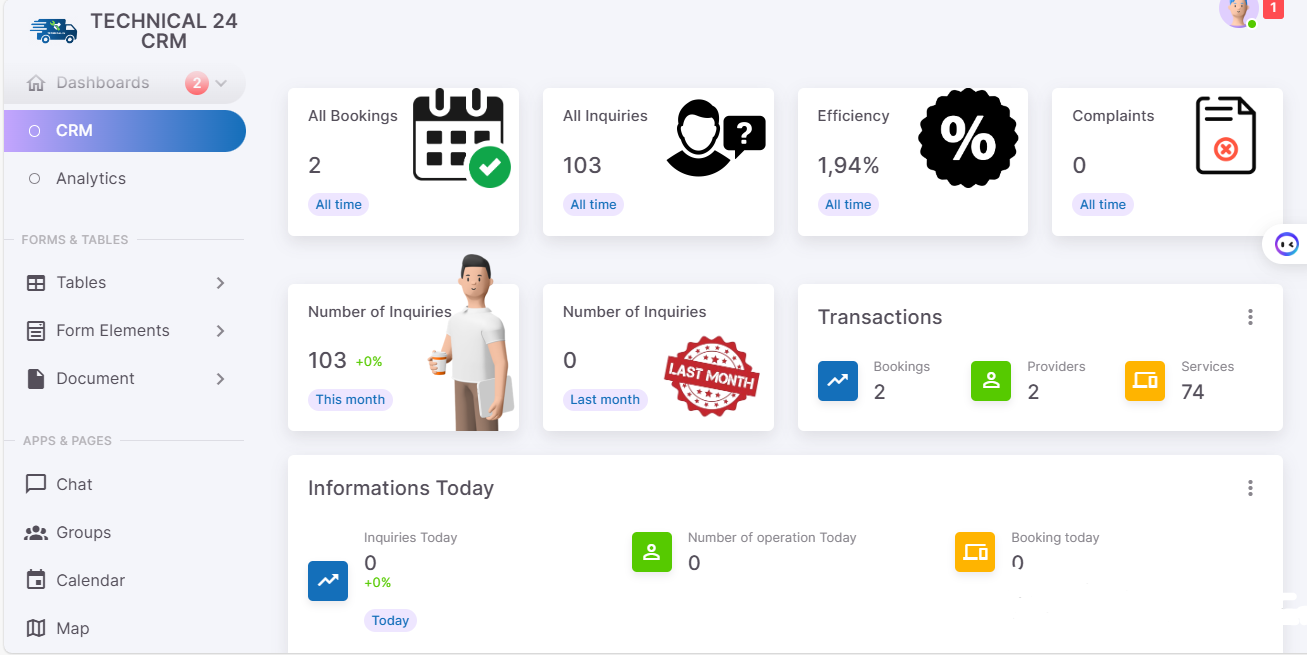 TECHNICAL 24
CRM
1
Dashboards
2
CRM
Analytics
FORMS & TABLES
Tables
Form Elements
Document
APPS & PAGES
Chat
Groups
Calendar
Map
All Bookings
2
All time
All Inquiries
103
?
All time
Efficiency
1,94%
%
All time
Complaints
0
All time
Number of Inquiries
103 +0%
This month
Number of Inquiries
0
LAST MONTH
Last month
Transactions
Bookings
2
Providers
2
Services
74
Informations Today
Inquiries Today
0
+0%
Today
Number of operation Today
0
Booking today
0